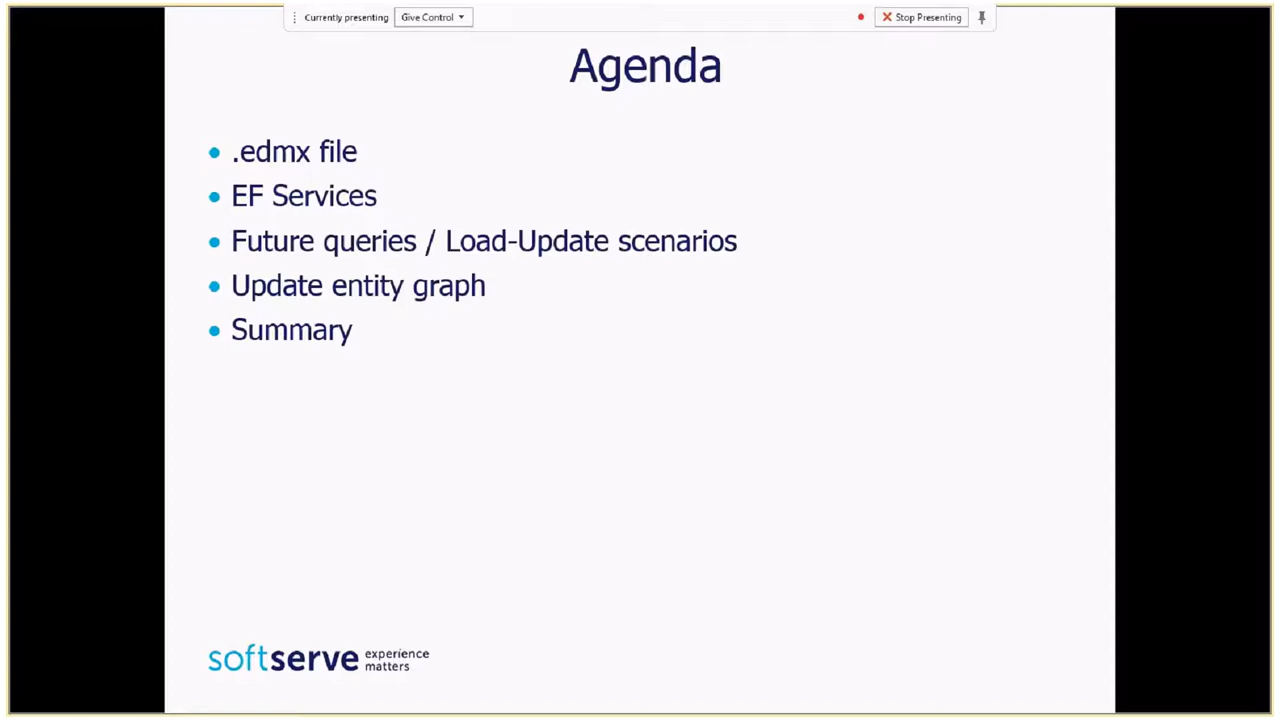 Currently presenting Give Control Stop Presenting
Agenda
.edmx file
EF Services
Future queries / Load-Update scenarios
Update entity graph
Summary
softserve experience
matters